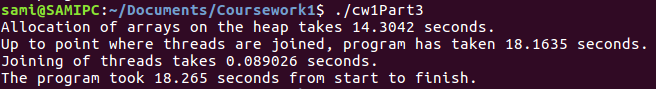 sami@SAMIPC:~/Documents/Coursework1$ ./cw1Part3
Allocation of arrays on the heap takes 14.3042 seconds.
Up to point where threads are joined, program has taken 18.1635 seconds.
Joining of threads takes 0.089026 seconds.
The program took 18.265 seconds from start to finish.